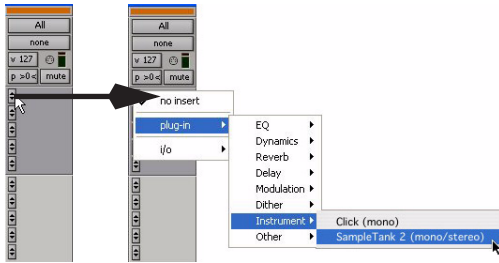 All
none
v 127
p >0< mute
All
none
v 127
p >0< mute
no insert
plug-in
i/o
EQ
Dynamics
Reverb
Delay
Modulation
Dither
Instrument
Other
Click (mono)
SampleTank 2 (mono/stereo)